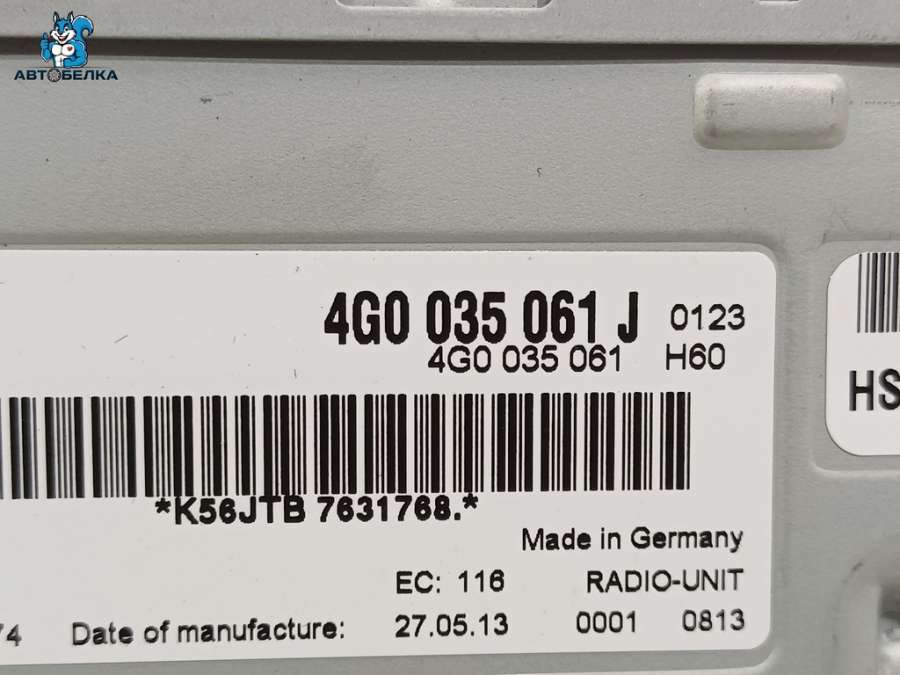 АВТОБЕЛКА
4G0 035 061 J 0123
4G0 035 061 H60
*K56JTB 7631768.*
Made in Germany
EC: 116 RADIO-UNIT
74 Date of manufacture: 27.05.13 0001 0813
HS